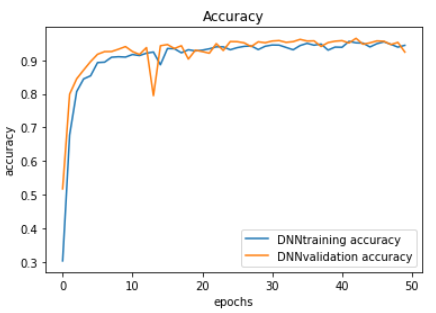 Accuracy
0.9
0.8
0.7
0.6
0.5
0.4
0.3
accuracy
DNNtraining accuracy
DNNvalidation accuracy
0 10 20 30 40 50
epochs